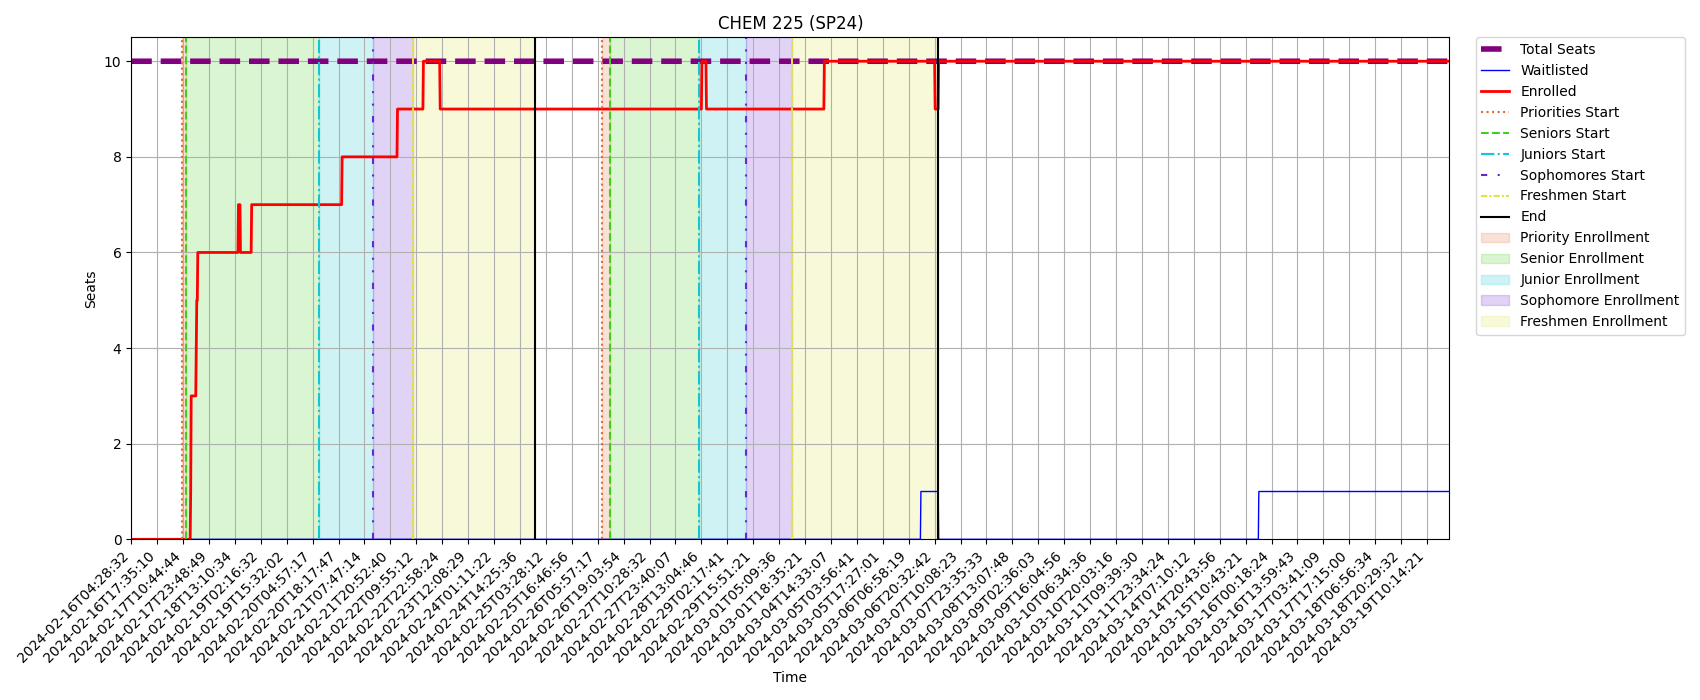 CHEM 225 (SP24)
Seats
10
8
6
4
2
0
2024-02-16T04:28:32
2024-02-16T17:35:10
2024-02-17T10:44:44
2024-02-17T23:48:49
2024-02-18T13:10:34
2024-02-19T02:16:32
2024-02-19T15:32:02
2024-02-20T04:57:17
2024-02-20T18:17:47
2024-02-21T07:47:14
2024-02-21T20:52:40
2024-02-22T09:55:12
2024-02-22T22:58:24
2024-02-23T12:08:29
2024-02-24T01:11:22
2024-02-24T14:25:36
2024-02-25T03:28:12
2024-02-25T16:46:56
2024-02-26T05:57:17
2024-02-26T19:03:54
2024-02-27T10:28:32
2024-02-27T23:40:07
2024-02-28T13:04:46
2024-02-29T02:17:41
2024-02-29T15:51:21
2024-03-01T05:09:36
2024-03-01T18:35:21
2024-03-04T14:33:07
2024-03-05T03:56:41
2024-03-05T17:27:01
2024-03-06T06:58:19
2024-03-06T20:32:42
2024-03-07T10:08:23
2024-03-07T23:35:33
2024-03-08T13:07:48
2024-03-09T02:36:03
2024-03-09T16:04:56
2024-03-10T06:34:36
2024-03-10T20:03:16
2024-03-11T09:39:30
2024-03-11T23:34:24
2024-03-14T07:10:12
2024-03-14T20:43:56
2024-03-15T10:43:21
2024-03-16T00:18:24
2024-03-16T13:59:43
2024-03-17T03:41:09
2024-03-17T17:15:00
2024-03-18T06:56:34
2024-03-18T20:29:32
2024-03-19T10:14:21
Time
Total Seats
Waitlisted
Enrolled
Priorities Start
Seniors Start
Juniors Start
Sophomores Start
Freshmen Start
End
Priority Enrollment
Senior Enrollment
Junior Enrollment
Sophomore Enrollment
Freshmen Enrollment